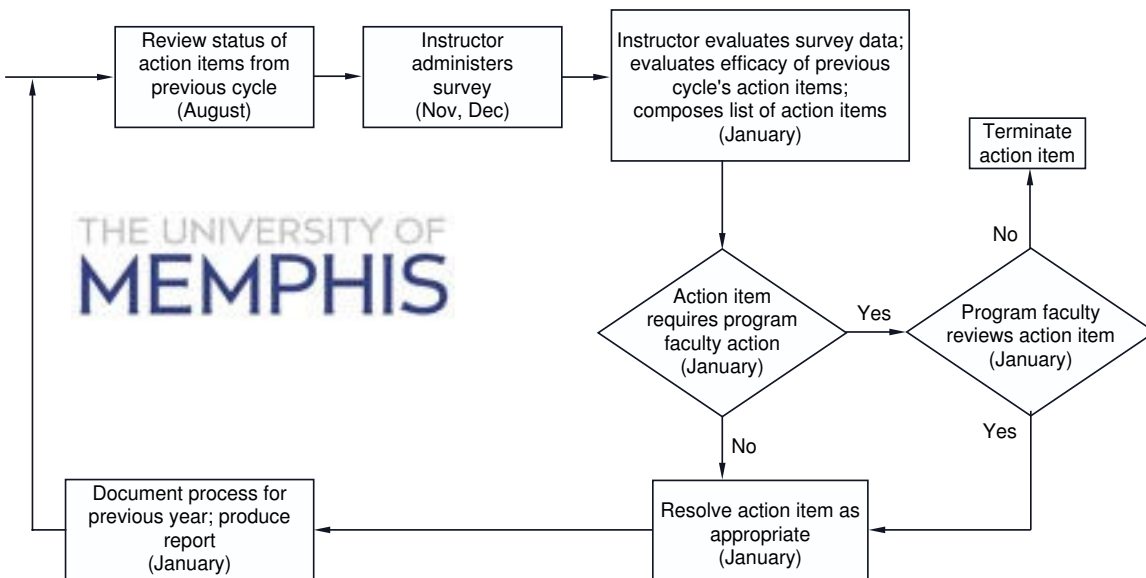 Review status of
action items from
previous cycle
(August)
Instructor
administers
survey
(Nov, Dec)
Instructor evaluates survey data;
evaluates efficacy of previous
cycle's action items;
composes list of action items
(January)
Terminate
action item
THE UNIVERSITY OF
MEMPHIS
No
Action item
requires program
faculty action
(January)
Yes
Program faculty
reviews action item
(January)
No
Yes
Document process for
previous year; produce
report
(January)
Resolve action item as
appropriate
(January)